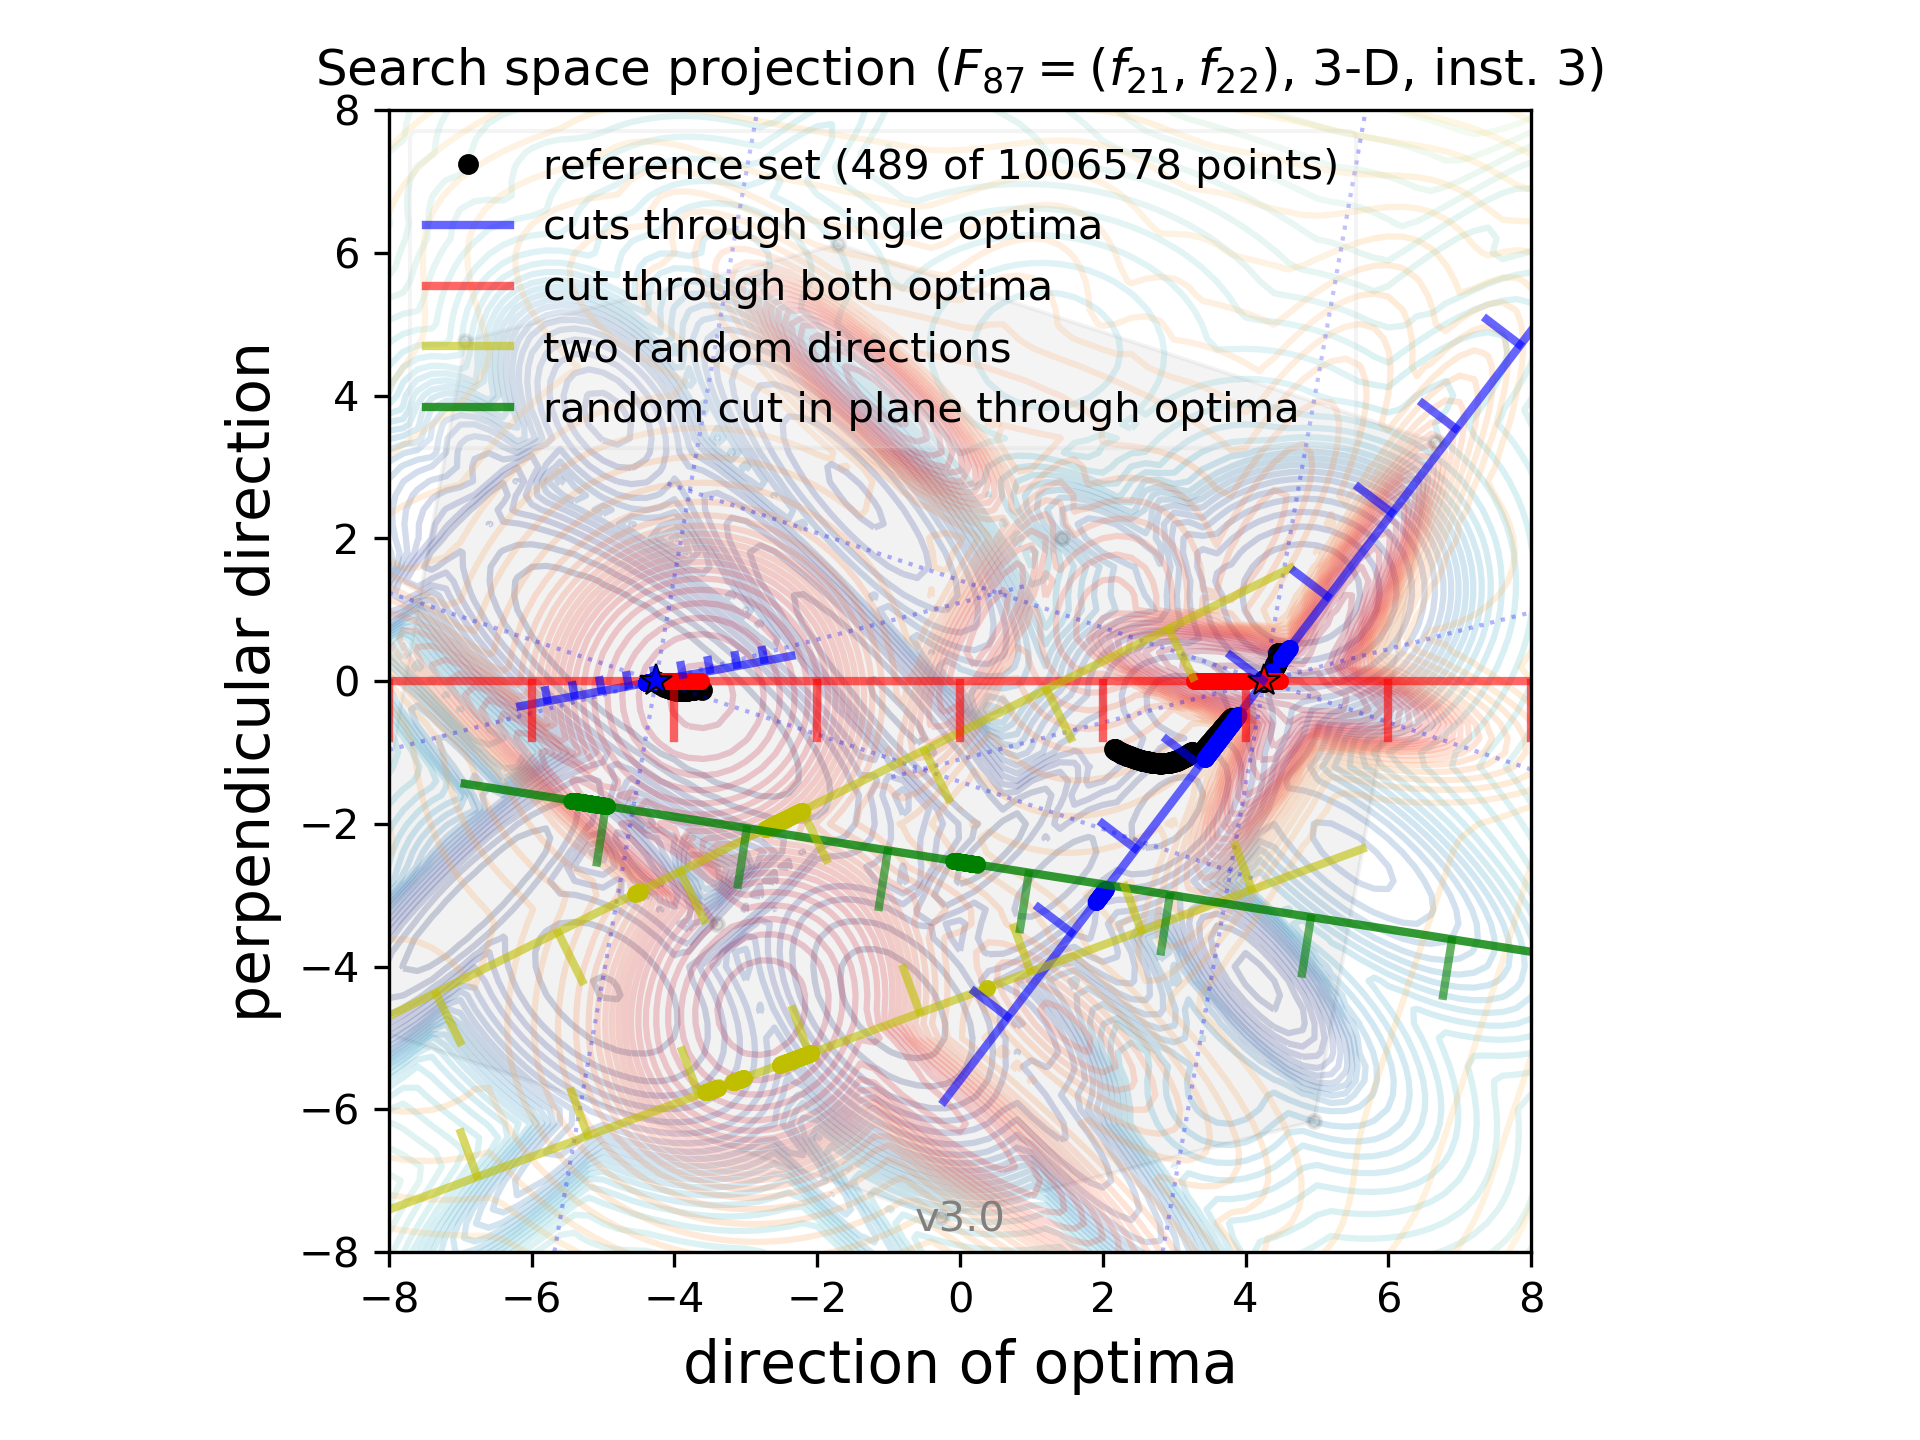 Search space projection (F₈₇ = (f₂₁, f₂₂), 3-D, inst. 3)
reference set (489 of 1006578 points)
cuts through single optima
cut through both optima
two random directions
random cut in plane through optima
perpendicular direction
8
6
4
2
0
−2
−4
−6
−8
v3.0
−8 −6 −4 −2 0 2 4 6 8
direction of optima